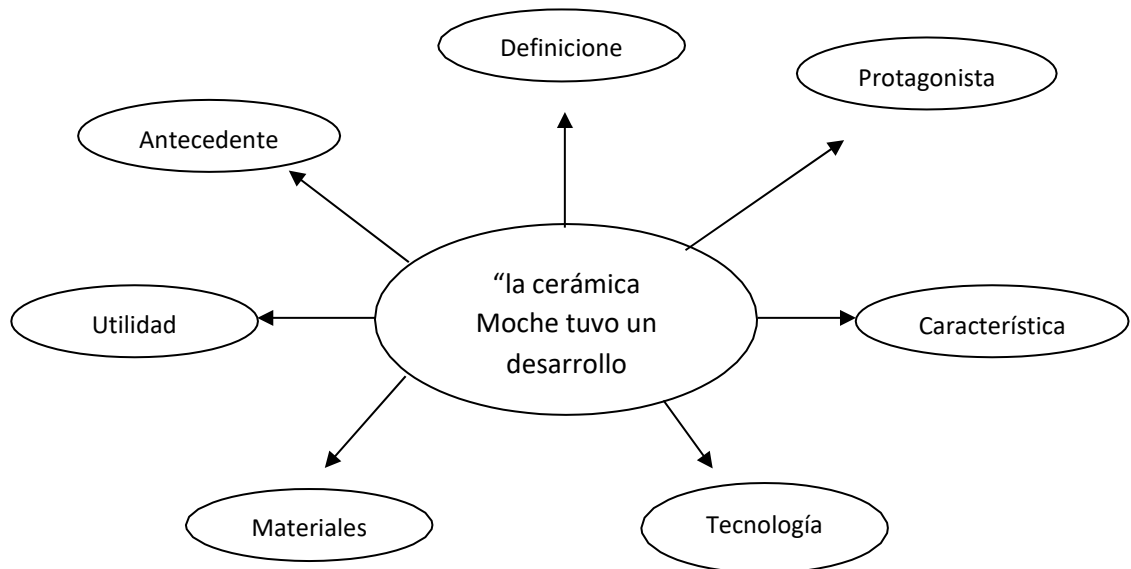 Definicione
Protagonista
Antecedente
“la cerámica
Moche tuvo un
desarrollo
Utilidad
Característica
Materiales
Tecnología